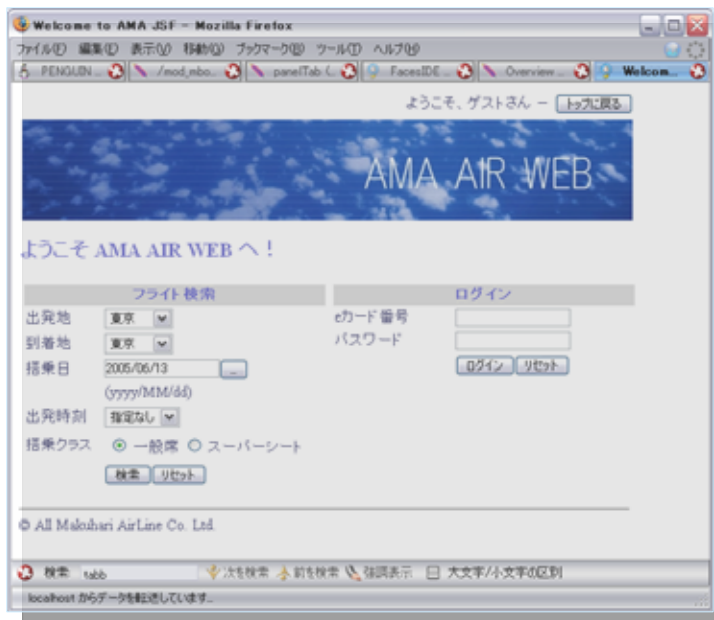 Welcome to AMA JSF - Mozilla Firefox
ファイル(F) 編集(E) 表示(V) 移動(G) ブックマーク(B) ツール(T) ヘルプ(H)
PENGUIN ... /mod_mbo... panelTab (... FacesIDE ... Overview ... Welcom...
ようこそ、ゲストさん - トップに戻る
AMA AIR WEB
ようこそ AMA AIR WEB へ！
フライト検索 ログイン
出発地 東京 eカード番号
到着地 東京 パスワード
搭乗日 2005/06/13 ... ログイン リセット
(yyyy/MM/dd)
出発時刻 指定なし
搭乗クラス 一般席 スーパーシート
検索 リセット
© All Makuhari AirLine Co. Ltd.
検索: tabb 次を検索 前を検索 強調表示 大文字/小文字の区別
localhost からデータを転送しています...